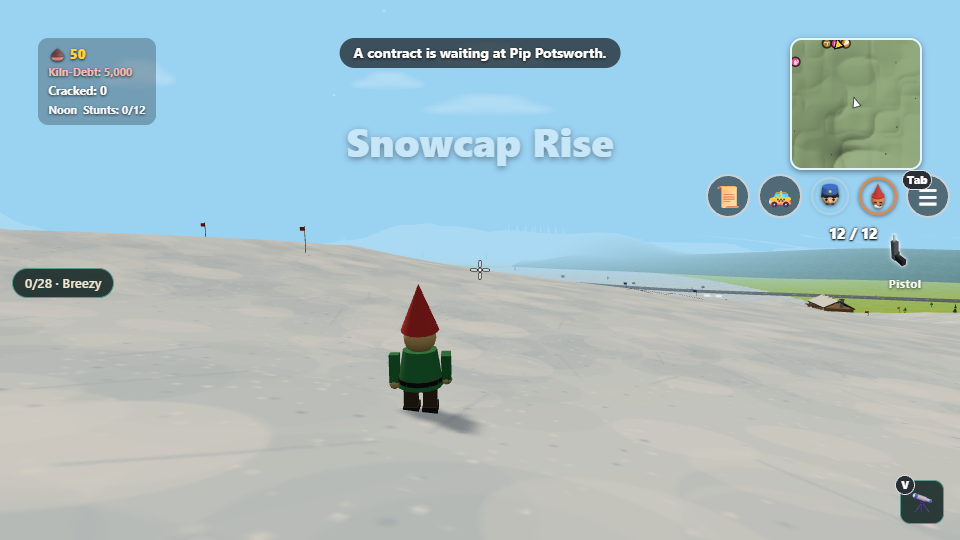 50
Kiln-Debt: 5,000
Cracked: 0
Noon Stunts: 0/12
A contract is waiting at Pip Potsworth.
Snowcap Rise
Tab
12 / 12
Pistol
0/28 · Breezy
V